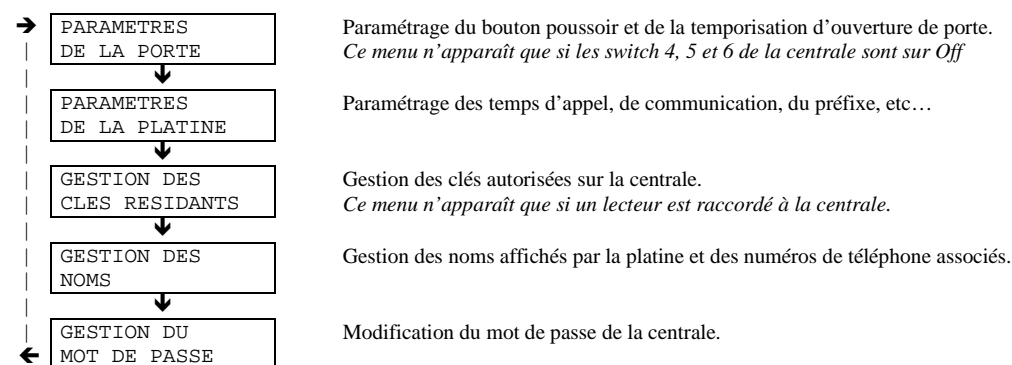 PARAMETRES
DE LA PORTE
Paramétrage du bouton poussoir et de la temporisation d’ouverture de porte.
Ce menu n’apparaît que si les switch 4, 5 et 6 de la centrale sont sur Off
PARAMETRES
DE LA PLATINE
Paramétrage des temps d’appel, de communication, du préfixe, etc…
GESTION DES
CLES RESIDANTS
Gestion des clés autorisées sur la centrale.
Ce menu n’apparaît que si un lecteur est raccordé à la centrale.
GESTION DES
NOMS
Gestion des noms affichés par la platine et des numéros de téléphone associés.
GESTION DU
MOT DE PASSE
Modification du mot de passe de la centrale.